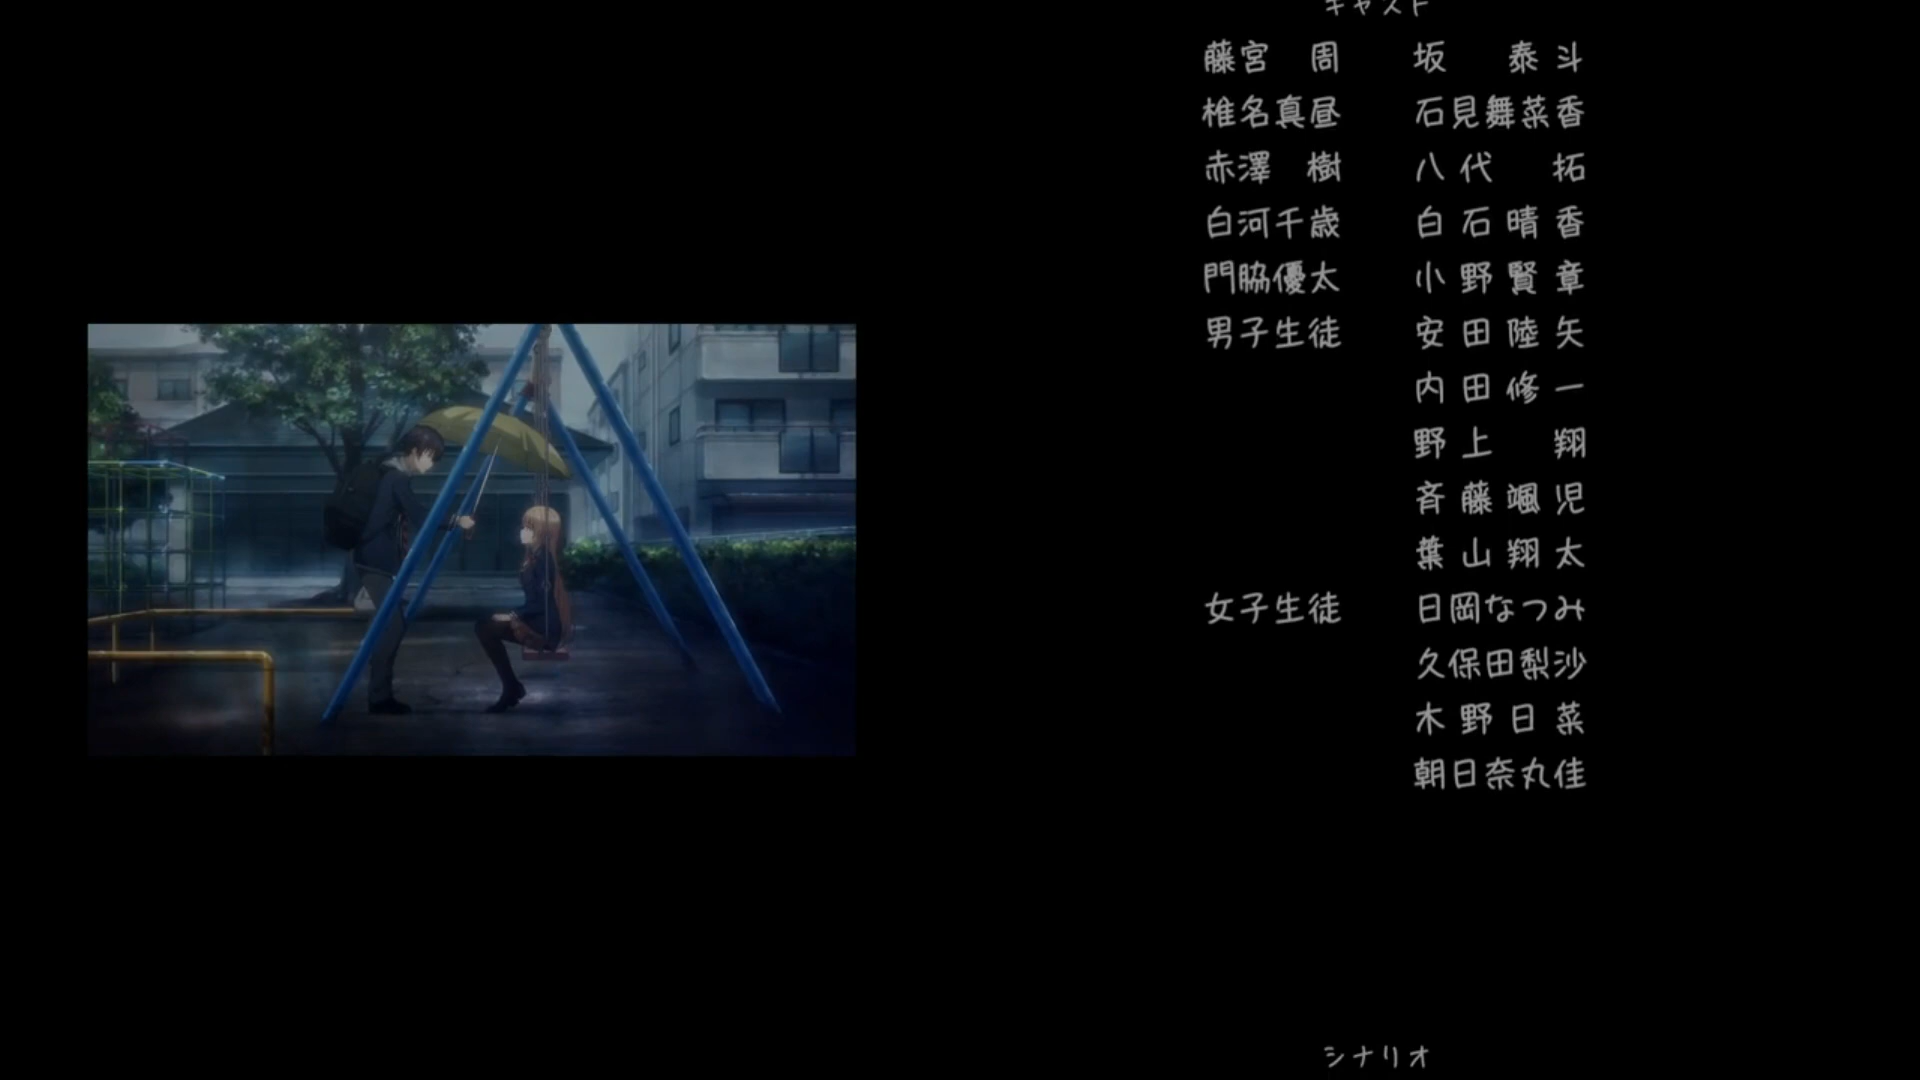 キャスト
藤宮 周 坂 泰斗
椎名真昼 石見舞菜香
赤澤 樹 八代 拓
白河千歳 白石晴香
門脇優太 小野賢章
男子生徒 安田陸矢
内田修一
野上 翔
斉藤颯児
葉山翔太
女子生徒 日岡なつみ
久保田梨沙
木野日菜
朝日奈丸佳
シナリオ